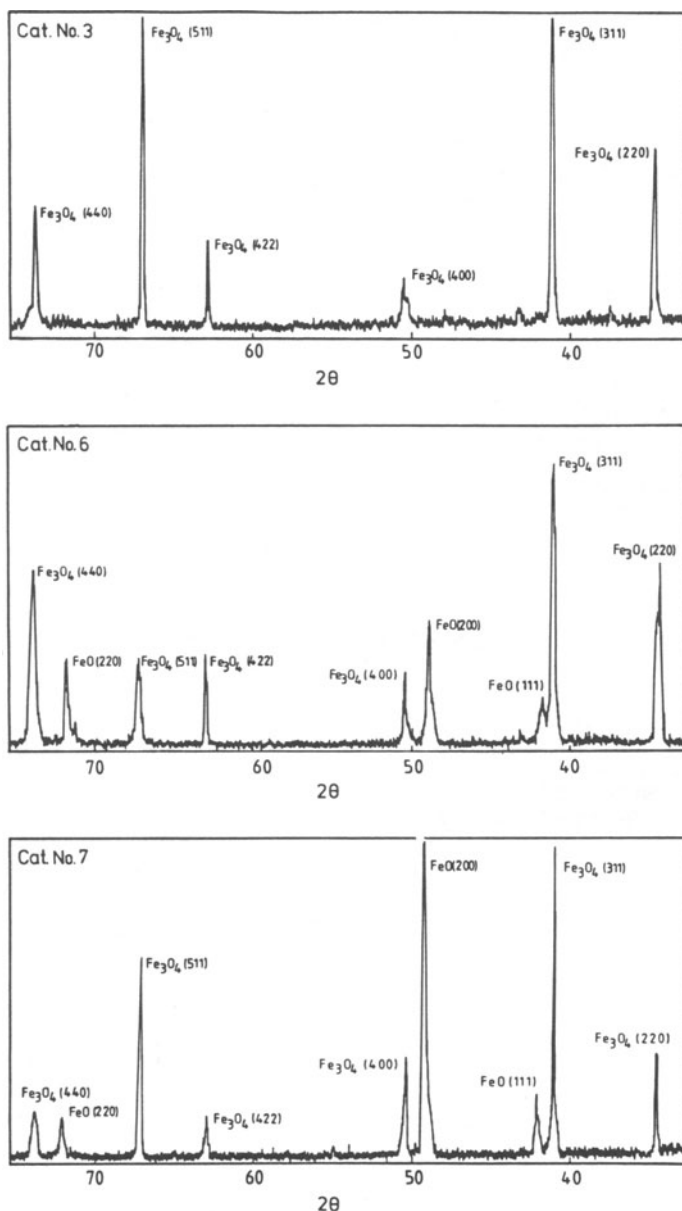 Cat. No. 3
Fe3O4 (511)
Fe3O4 (311)
Fe3O4 (220)
Fe3O4 (440)
Fe3O4 (422)
Fe3O4 (400)
70 60 50 40
2θ
Cat. No. 6
Fe3O4 (311)
Fe3O4 (220)
Fe3O4 (440)
FeO (220) Fe3O4 (511) Fe3O4 (422)
Fe3O4 (400)
FeO(200)
FeO (111)
70 60 50 40
2θ
Cat. No. 7
FeO(200)
Fe3O4 (311)
Fe3O4 (511)
Fe3O4 (400)
Fe3O4 (220)
FeO (111)
Fe3O4 (440)
FeO(220)
Fe3O4 (422)
70 60 50 40
2θ